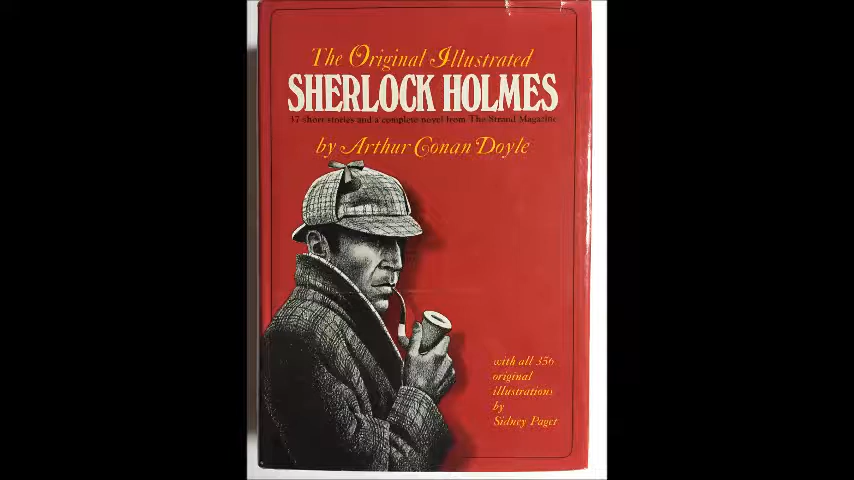 The Original Illustrated
SHERLOCK HOLMES
37 short stories and a complete novel from The Strand Magazine
by Arthur Conan Doyle
with all 356
original
illustrations
by
Sidney Paget